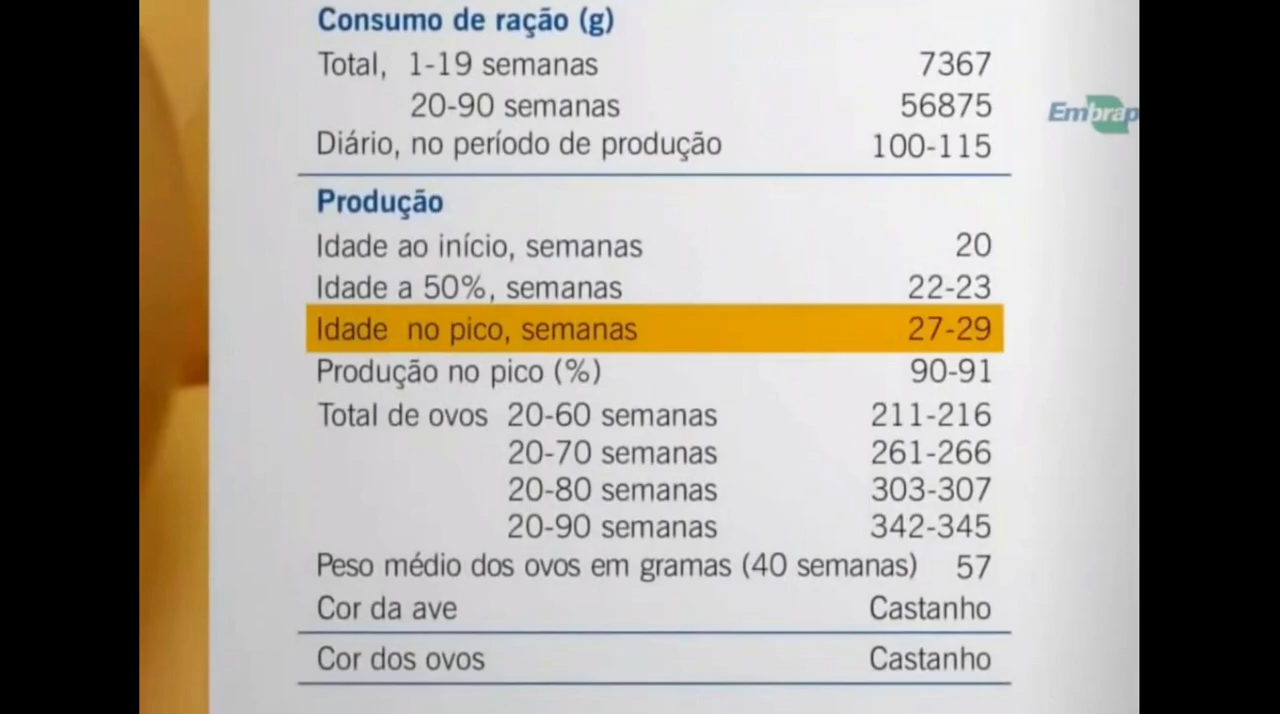 Consumo de ração (g)
Total, 1-19 semanas 7367
20-90 semanas 56875
Diário, no período de produção 100-115
Embrap
Produção
Idade ao início, semanas 20
Idade a 50%, semanas 22-23
Idade no pico, semanas 27-29
Produção no pico (%) 90-91
Total de ovos 20-60 semanas 211-216
20-70 semanas 261-266
20-80 semanas 303-307
20-90 semanas 342-345
Peso médio dos ovos em gramas (40 semanas) 57
Cor da ave Castanho
Cor dos ovos Castanho